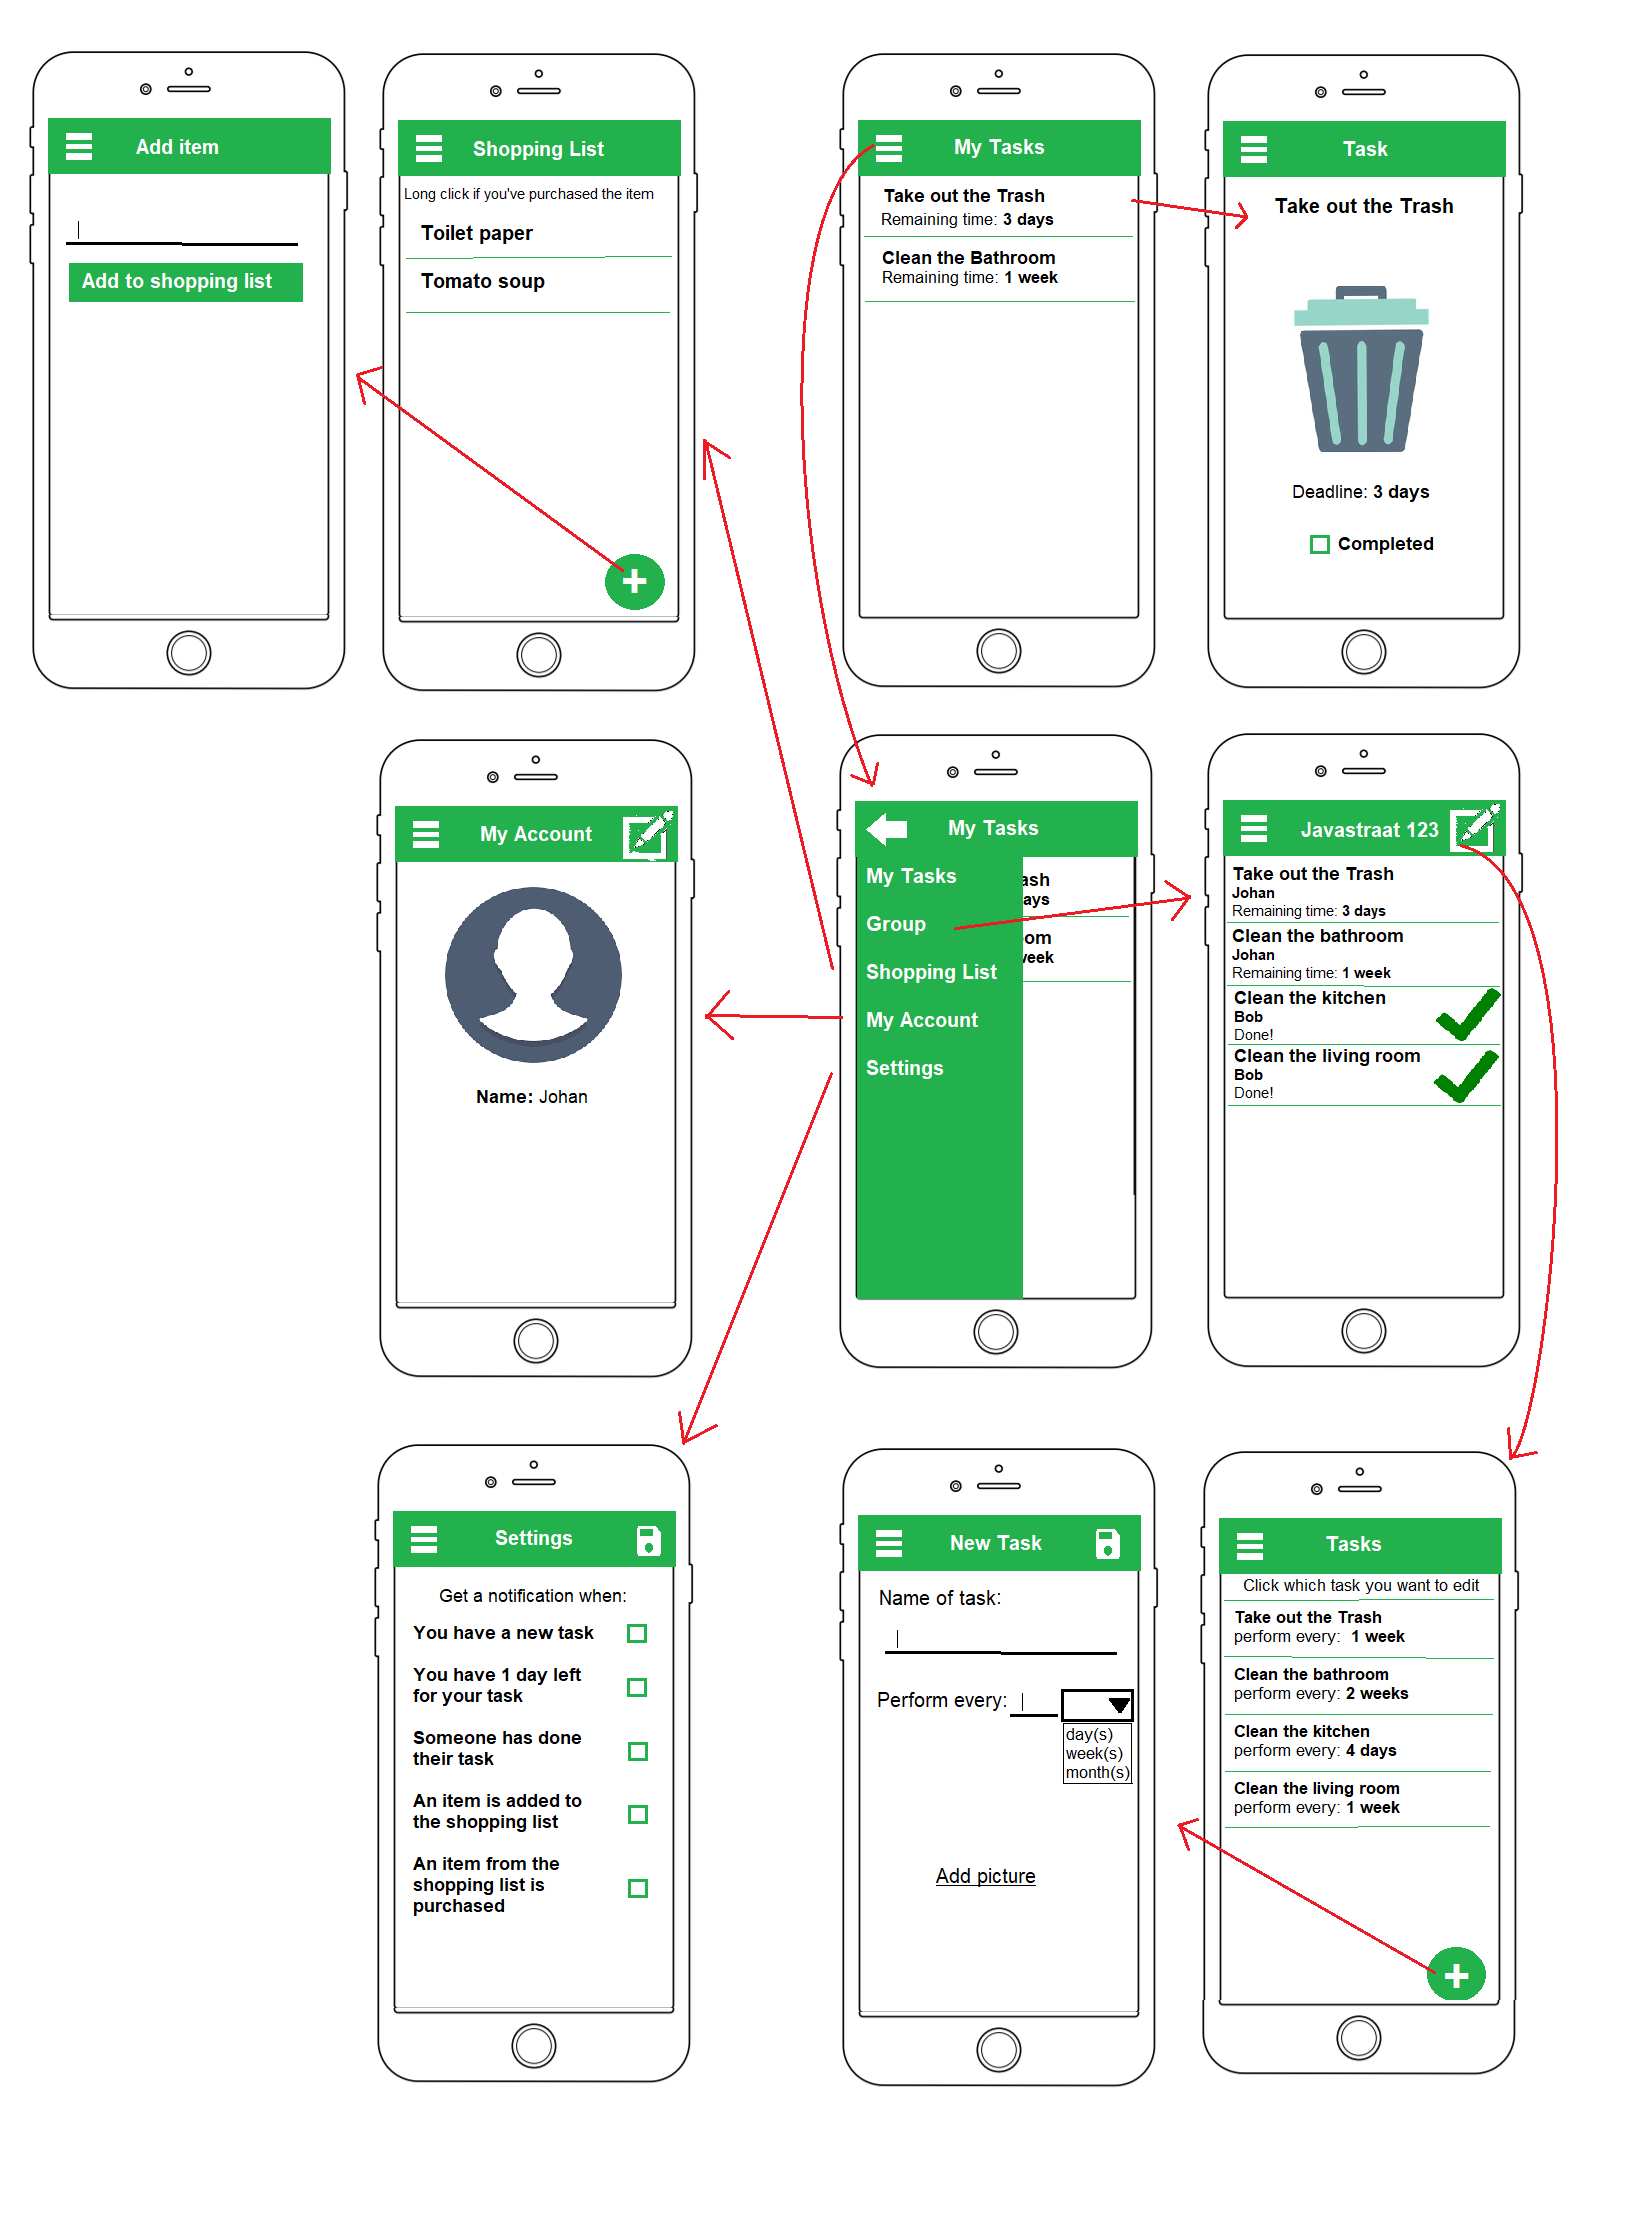 Add item
Add to shopping list
Shopping List
Long click if you've purchased the item
Toilet paper
Tomato soup
My Tasks
Take out the Trash
Remaining time: 3 days
Clean the Bathroom
Remaining time: 1 week
Task
Take out the Trash
Deadline: 3 days
Completed
My Account
Name: Johan
My Tasks
My Tasks
Group
Shopping List
My Account
Settings
ash
ays
om
week
Javastraat 123
Take out the Trash
Johan
Remaining time: 3 days
Clean the bathroom
Johan
Remaining time: 1 week
Clean the kitchen
Bob
Done!
Clean the living room
Bob
Done!
Settings
Get a notification when:
You have a new task
You have 1 day left
for your task
Someone has done
their task
An item is added to
the shopping list
An item from the
shopping list is
purchased
New Task
Name of task:
Perform every:
day(s)
week(s)
month(s)
Add picture
Tasks
Click which task you want to edit
Take out the Trash
perform every: 1 week
Clean the bathroom
perform every: 2 weeks
Clean the kitchen
perform every: 4 days
Clean the living room
perform every: 1 week